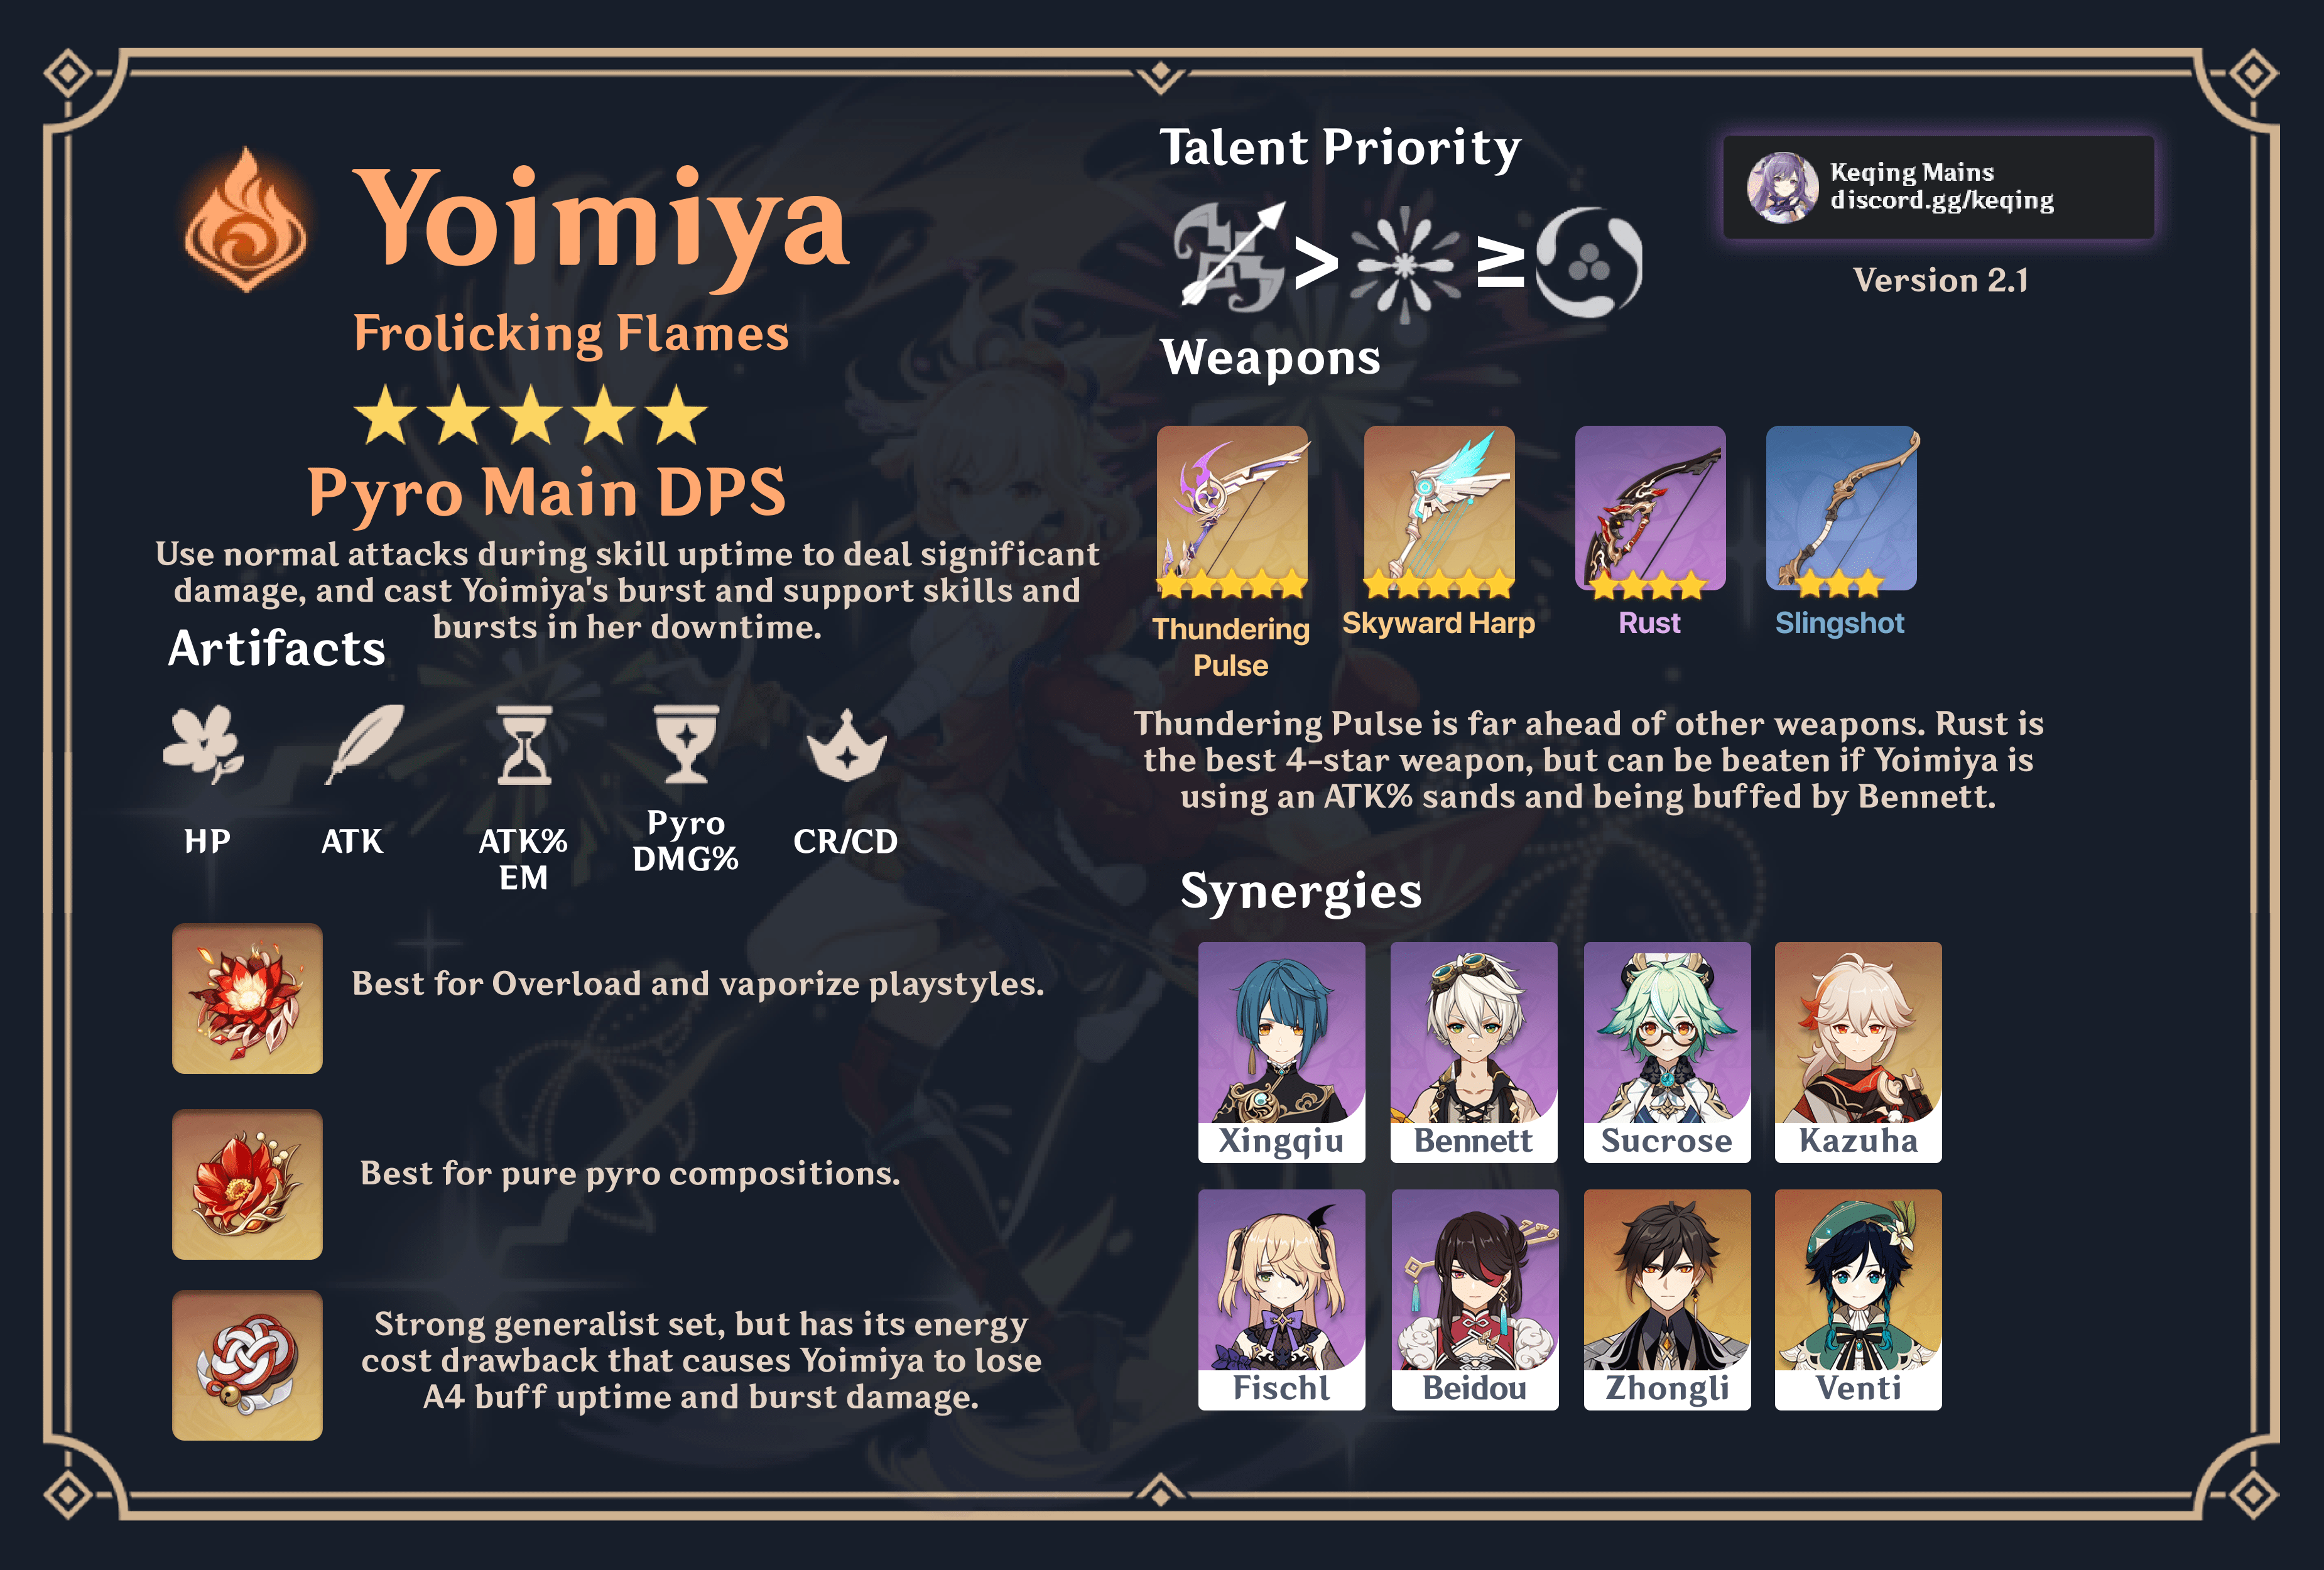 Yoimiya
Frolicking Flames
Pyro Main DPS
Use normal attacks during skill uptime to deal significant
damage, and cast Yoimiya's burst and support skills and
bursts in her downtime.
Artifacts
HP
ATK
ATK%
EM
Pyro
DMG%
CR/CD
Best for Overload and vaporize playstyles.
Best for pure pyro compositions.
Strong generalist set, but has its energy
cost drawback that causes Yoimiya to lose
A4 buff uptime and burst damage.
Talent Priority
> ≥
Keqing Mains
discord.gg/keqing
Version 2.1
Weapons
Thundering
Pulse
Skyward Harp
Rust
Slingshot
Thundering Pulse is far ahead of other weapons. Rust is
the best 4-star weapon, but can be beaten if Yoimiya is
using an ATK% sands and being buffed by Bennett.
Synergies
Xingqiu
Bennett
Sucrose
Kazuha
Fischl
Beidou
Zhongli
Venti